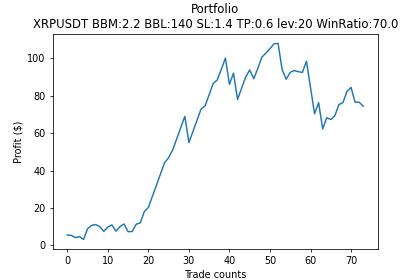 Portfolio
XRPUSDT BBM:2.2 BBL:140 SL:1.4 TP:0.6 lev:20 WinRatio:70.0
100
80
60
40
20
0
Profit ($)
0 10 20 30 40 50 60 70
Trade counts